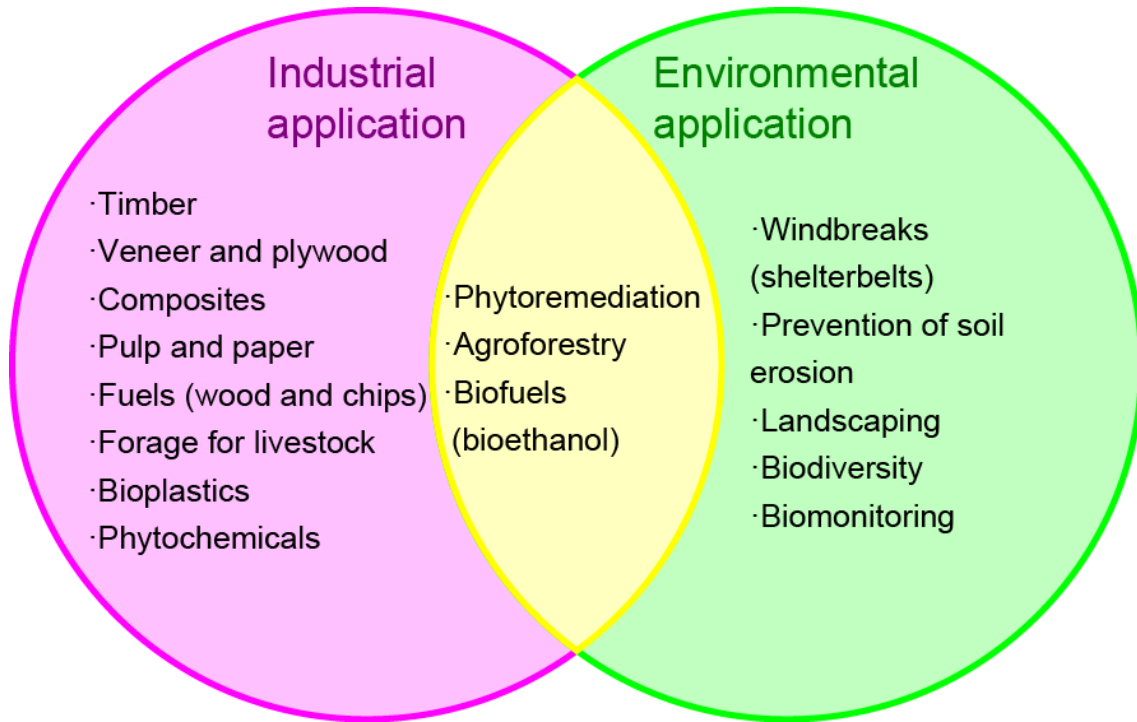 Industrial
application
·Timber
·Veneer and plywood
·Composites
·Pulp and paper
·Fuels (wood and chips)
·Forage for livestock
·Bioplastics
·Phytochemicals
·Phytoremediation
·Agroforestry
·Biofuels
(bioethanol)
Environmental
application
·Windbreaks
(shelterbelts)
·Prevention of soil
erosion
·Landscaping
·Biodiversity
·Biomonitoring